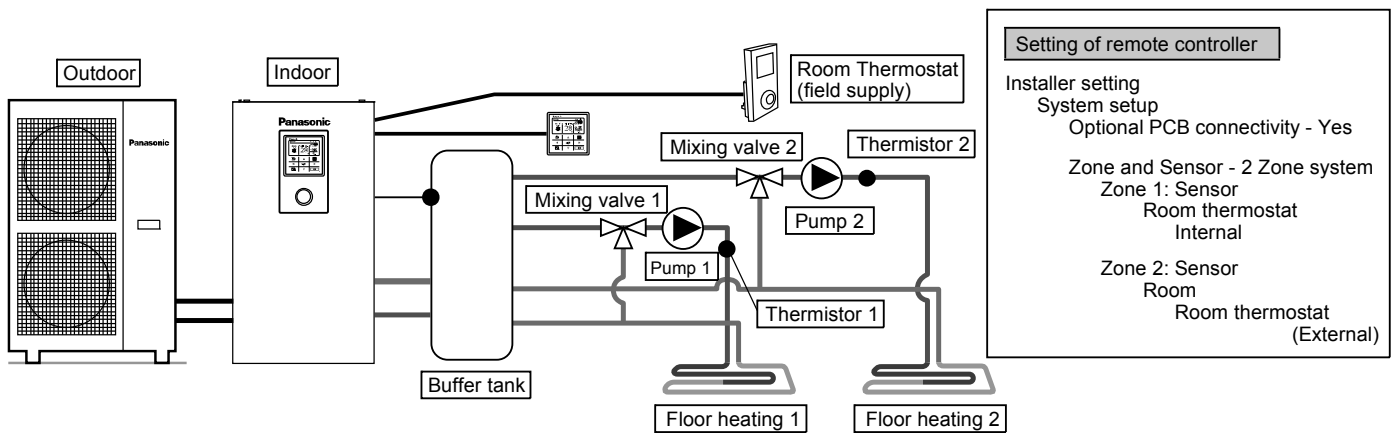 Outdoor
Indoor
Panasonic
Panasonic
Room Thermostat
(field supply)
Mixing valve 2
Thermistor 2
Mixing valve 1
Pump 2
Pump 1
Thermistor 1
Buffer tank
Floor heating 1
Floor heating 2
Setting of remote controller
Installer setting
System setup
Optional PCB connectivity - Yes
Zone and Sensor - 2 Zone system
Zone 1: Sensor
Room thermostat
Internal
Zone 2: Sensor
Room
Room thermostat
(External)